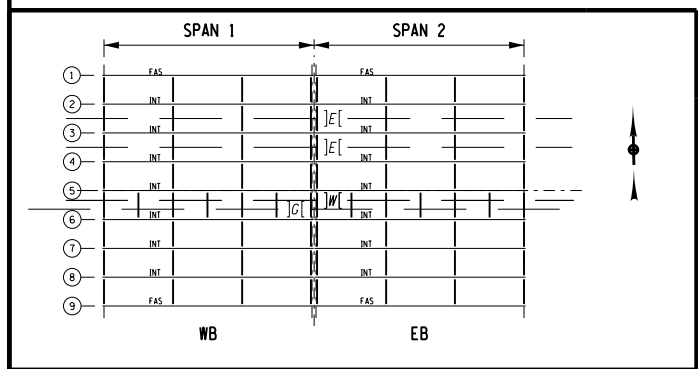 SPAN 1 SPAN 2
1 FAS FAS
2 INT INT
]E[
3 INT INT
]E[
4 INT INT
5 INT INT
]W[
]G[
6 INT INT
7 INT INT
8 INT INT
9 FAS FAS
WB EB